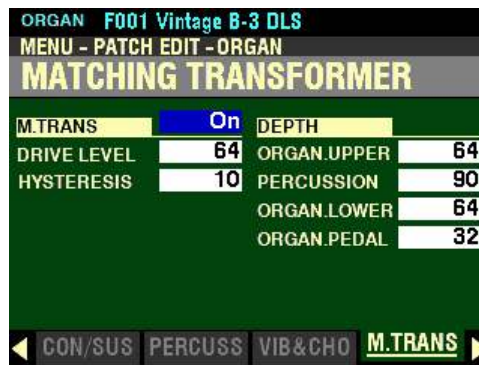 ORGAN F001 Vintage B-3 DLS
MENU - PATCH EDIT - ORGAN
MATCHING TRANSFORMER
M.TRANS On
DRIVE LEVEL 64
HYSTERESIS 10
DEPTH
ORGAN.UPPER 64
PERCUSSION 90
ORGAN.LOWER 64
ORGAN.PEDAL 32
CON/SUS PERCUSS VIB&CHO M.TRANS